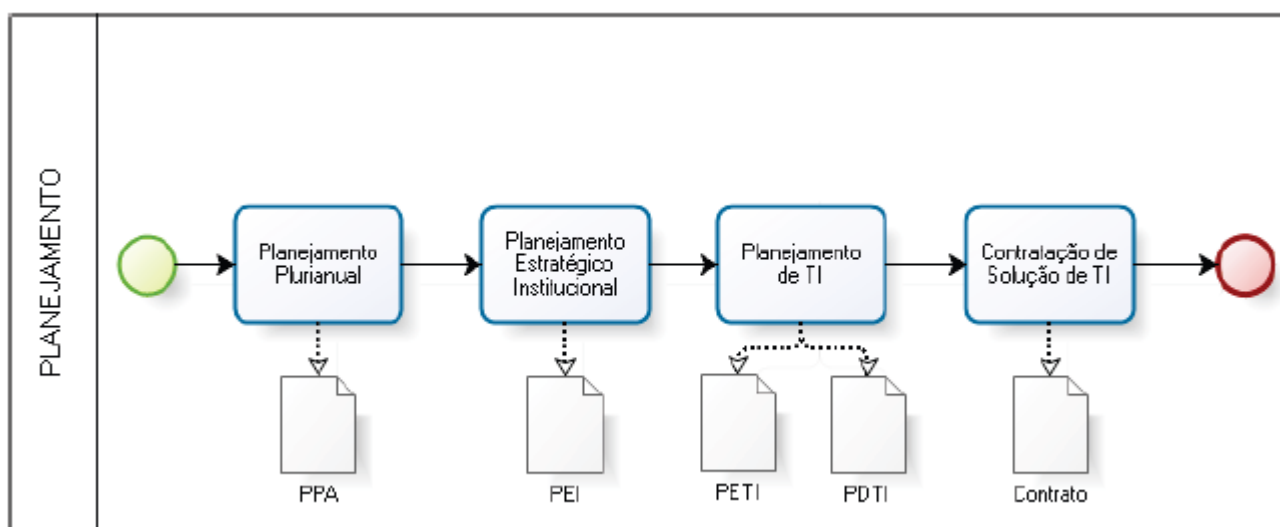 PLANEJAMENTO
Planejamento
Plurianual
Planejamento
Estratégico
Institucional
Planejamento
de TI
Contratação de
Solução de TI
PPA
PEI
PETI
PDTI
Contrato